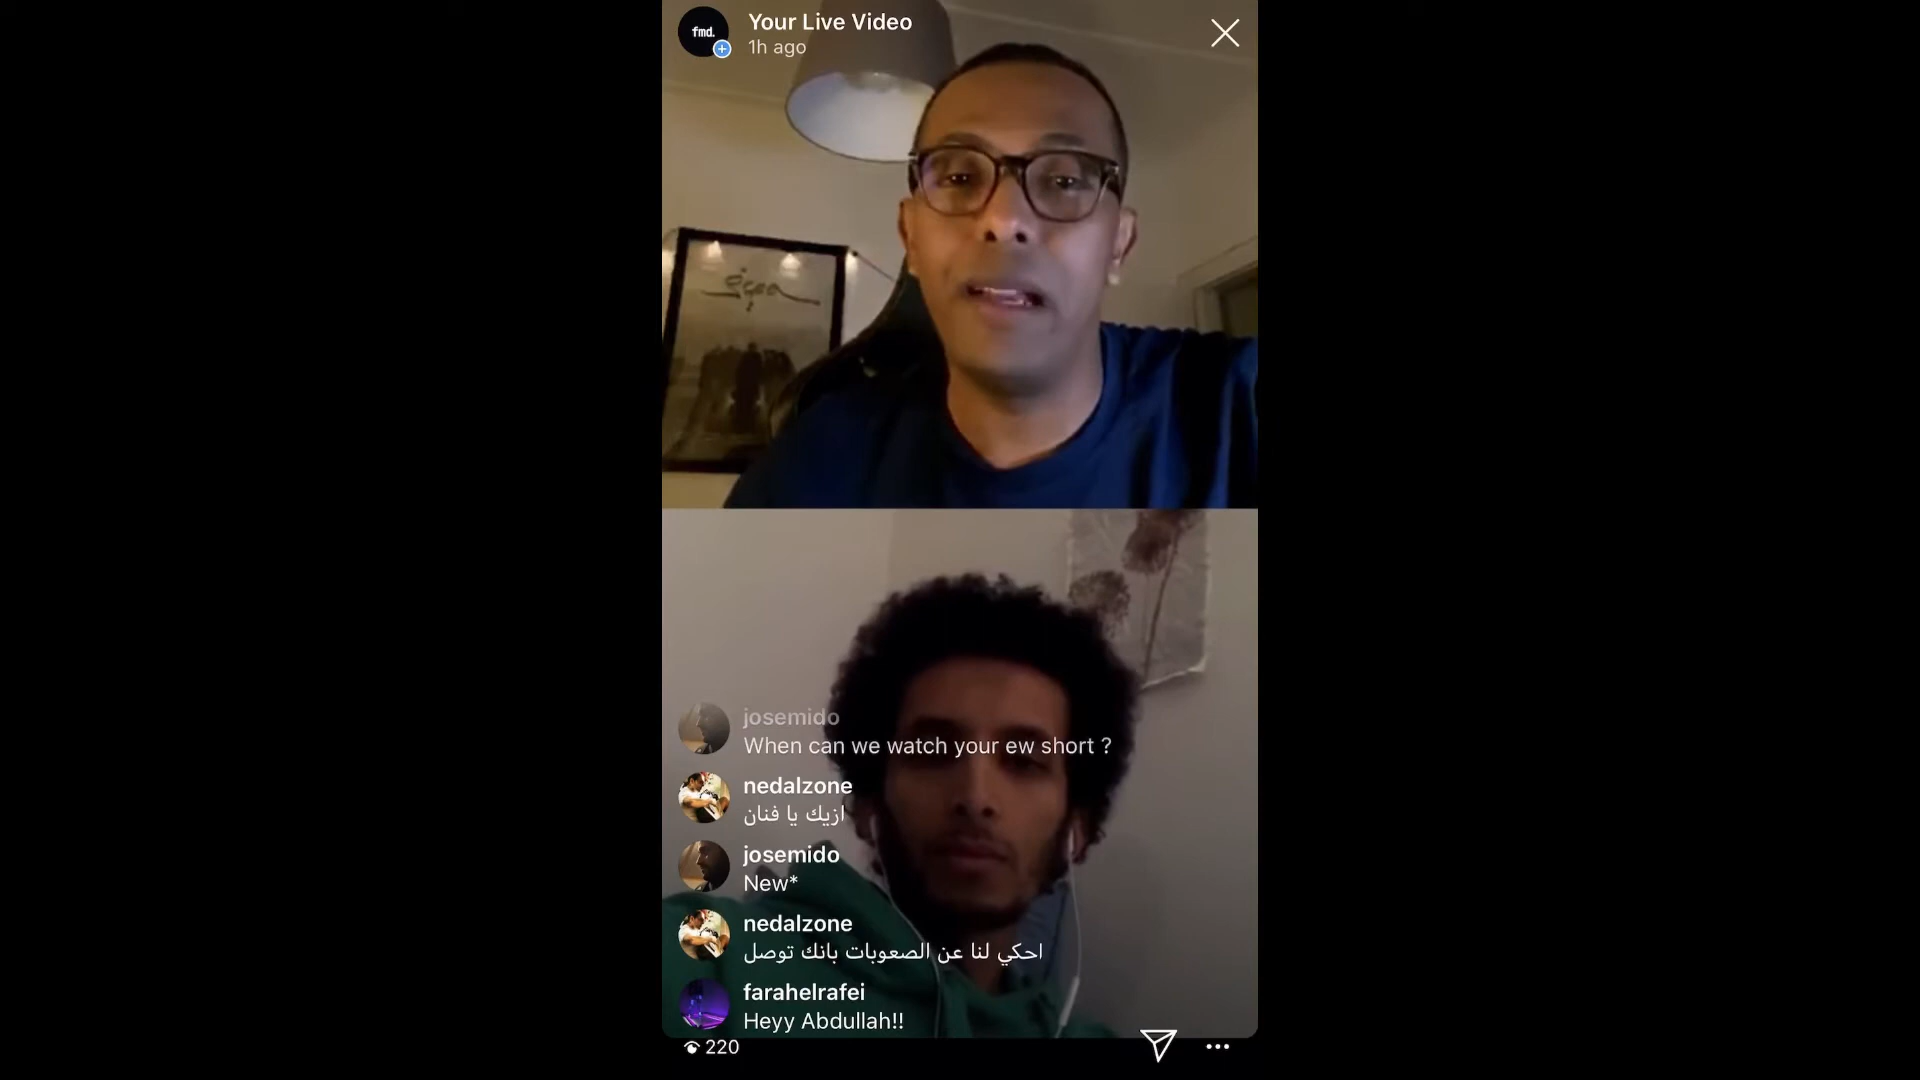 fmd.
Your Live Video
1h ago
josemido
When can we watch your ew short ?
nedalzone
ازيك يا فنان
josemido
New*
nedalzone
احكي لنا عن الصعوبات بانك توصل
farahelrafei
Heyy Abdullah!!
220